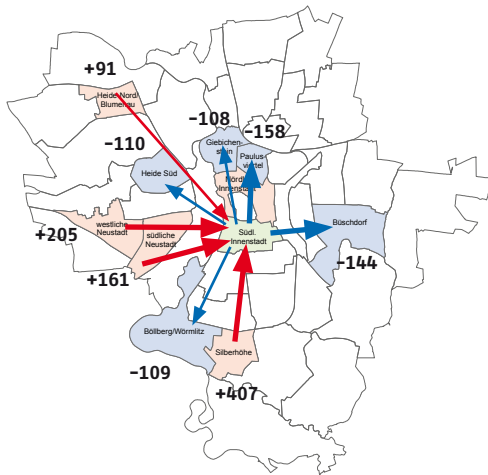 +91
Heide-Nord/
Blumenau
−108
−158
−110
Giebichen-
stein
Paulus-
viertel
Heide Süd
Nördl.
Innenstadt
westliche
Neustadt
südliche
Neustadt
Büschdorf
+205
Südl.
Innenstadt
−144
+161
Böllberg/Wörmlitz
Silberhöhe
−109
+407